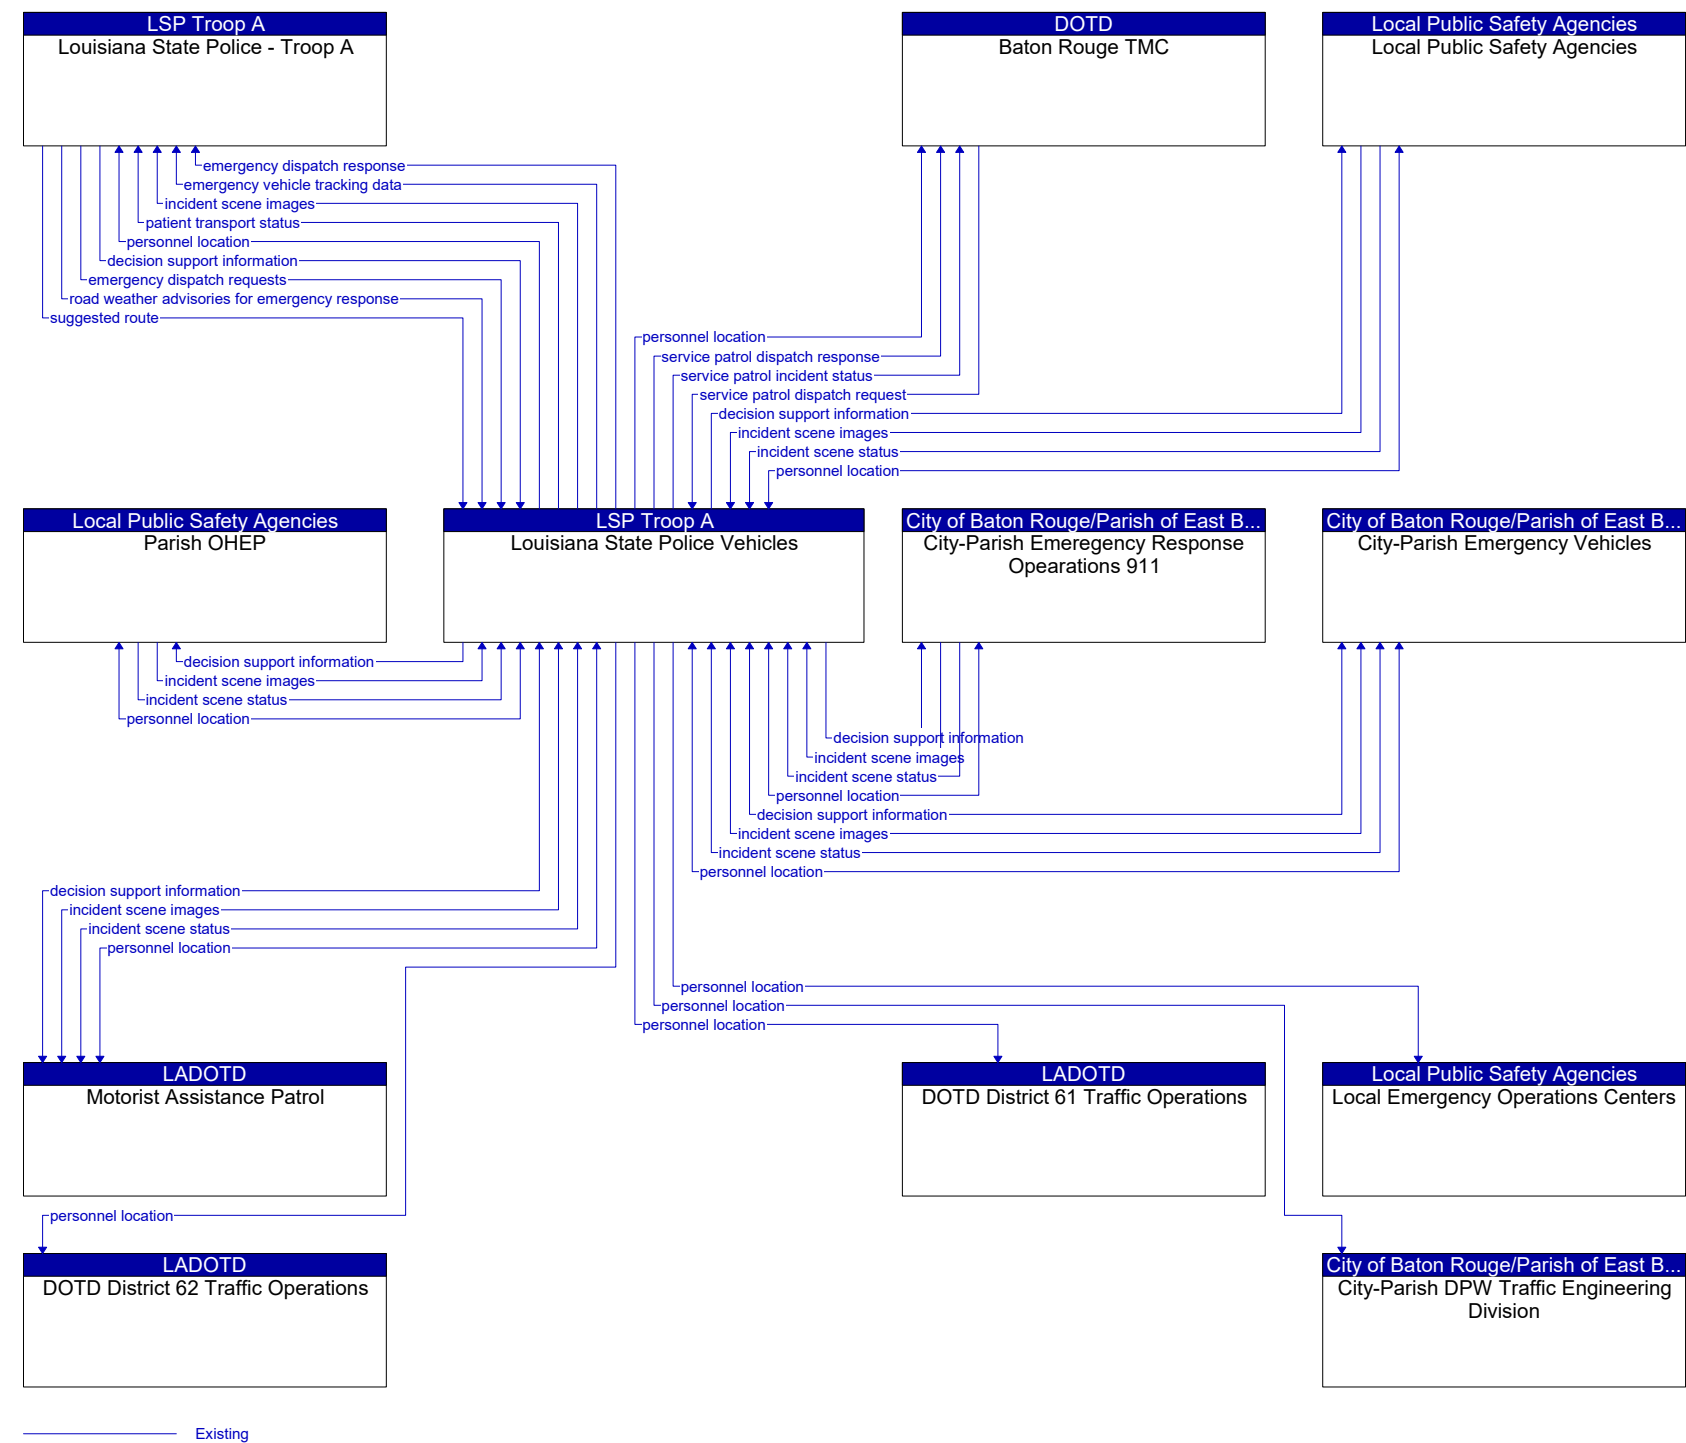 LSP Troop A
Louisiana State Police - Troop A
DOTD
Baton Rouge TMC
Local Public Safety Agencies
Local Public Safety Agencies
emergency dispatch response
emergency vehicle tracking data
incident scene images
patient transport status
personnel location
decision support information
emergency dispatch requests
road weather advisories for emergency response
suggested route
personnel location
service patrol dispatch response
service patrol incident status
service patrol dispatch request
decision support information
incident scene images
incident scene status
personnel location
Local Public Safety Agencies
Parish OHEP
LSP Troop A
Louisiana State Police Vehicles
City of Baton Rouge/Parish of East B...
City-Parish Emeregency Response
Opearations 911
City of Baton Rouge/Parish of East B...
City-Parish Emergency Vehicles
decision support information
incident scene images
incident scene status
personnel location
decision support information
incident scene images
incident scene status
personnel location
decision support information
incident scene images
incident scene status
personnel location
decision support information
incident scene images
incident scene status
personnel location
personnel location
personnel location
personnel location
LADOTD
Motorist Assistance Patrol
LADOTD
DOTD District 61 Traffic Operations
Local Public Safety Agencies
Local Emergency Operations Centers
personnel location
LADOTD
DOTD District 62 Traffic Operations
City of Baton Rouge/Parish of East B...
City-Parish DPW Traffic Engineering
Division
Existing